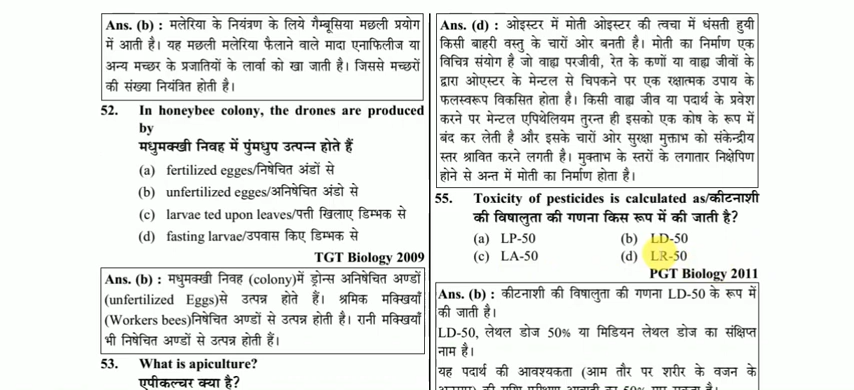 Ans. (b) : मलेरिया के नियंत्रण के लिये गैम्बूसिया मछली प्रयोग
में आती है। यह मछली मलेरिया फैलाने वाले मादा एनाफिलीज या
अन्य मच्छर के प्रजातियों के लार्वा को खा जाती है। जिससे मच्छरों
की संख्या नियंत्रित होती है।
52. In honeybee colony, the drones are produced
by
मधुमक्खी निवह में पुंमधुप उत्पन्न होते हैं
(a) fertilized egges/निषेचित अंडों से
(b) unfertilized egges/अनिषेचित अंडो से
(c) larvae ted upon leaves/पत्ती खिलाए डिम्भक से
(d) fasting larvae/उपवास किए डिम्भक से
TGT Biology 2009
Ans. (b) : मधुमक्खी निवह (colony)में ड्रोन्स अनिषेचित अण्डों
(unfertilized Eggs)से उत्पन्न होते हैं। श्रमिक मक्खियाँ
(Workers bees)निषेचित अण्डों से उत्पन्न होती है। रानी मक्खियाँ
भी निषेचित अण्डों से उत्पन्न होती हैं।
53. What is apiculture?
एपीकल्चर क्या है?
Ans. (d) : ओइस्टर में मोती ओइस्टर की त्वचा में धंसती हुयी
किसी बाहरी वस्तु के चारों ओर बनती है। मोती का निर्माण एक
विचित्र संयोग है जो वाह्य परजीवी, रेत के कणों या वाह्य जीवों के
द्वारा ओएस्टर के मेन्टल से चिपकने पर एक रक्षात्मक उपाय के
फलस्वरूप विकसित होता है। किसी वाह्य जीव या पदार्थ के प्रवेश
करने पर मेन्टल एपिथेलियम तुरन्त ही इसको एक कोष के रूप में
बंद कर लेती है और इसके चारों ओर सुरक्षा मुक्ताभ को संकेन्द्रीय
स्तर श्रावित करने लगती है। मुक्ताभ के स्तरों के लगातार निक्षेपिण
होने से अन्त में मोती का निर्माण होता है।
55. Toxicity of pesticides is calculated as/कीटनाशी
की विषालुता की गणना किस रूप में की जाती है?
(a) LP-50 (b) LD-50
(c) LA-50 (d) LR-50
PGT Biology 2011
Ans. (b) : कीटनाशी की विषालुता की गणना LD-50 के रूप में
की जाती है।
LD-50, लेथल डोज 50% या मिडियन लेथल डोज का संक्षिप्त
नाम है।
यह पदार्थ की आवश्यकता (आम तौर पर शरीर के वजन के